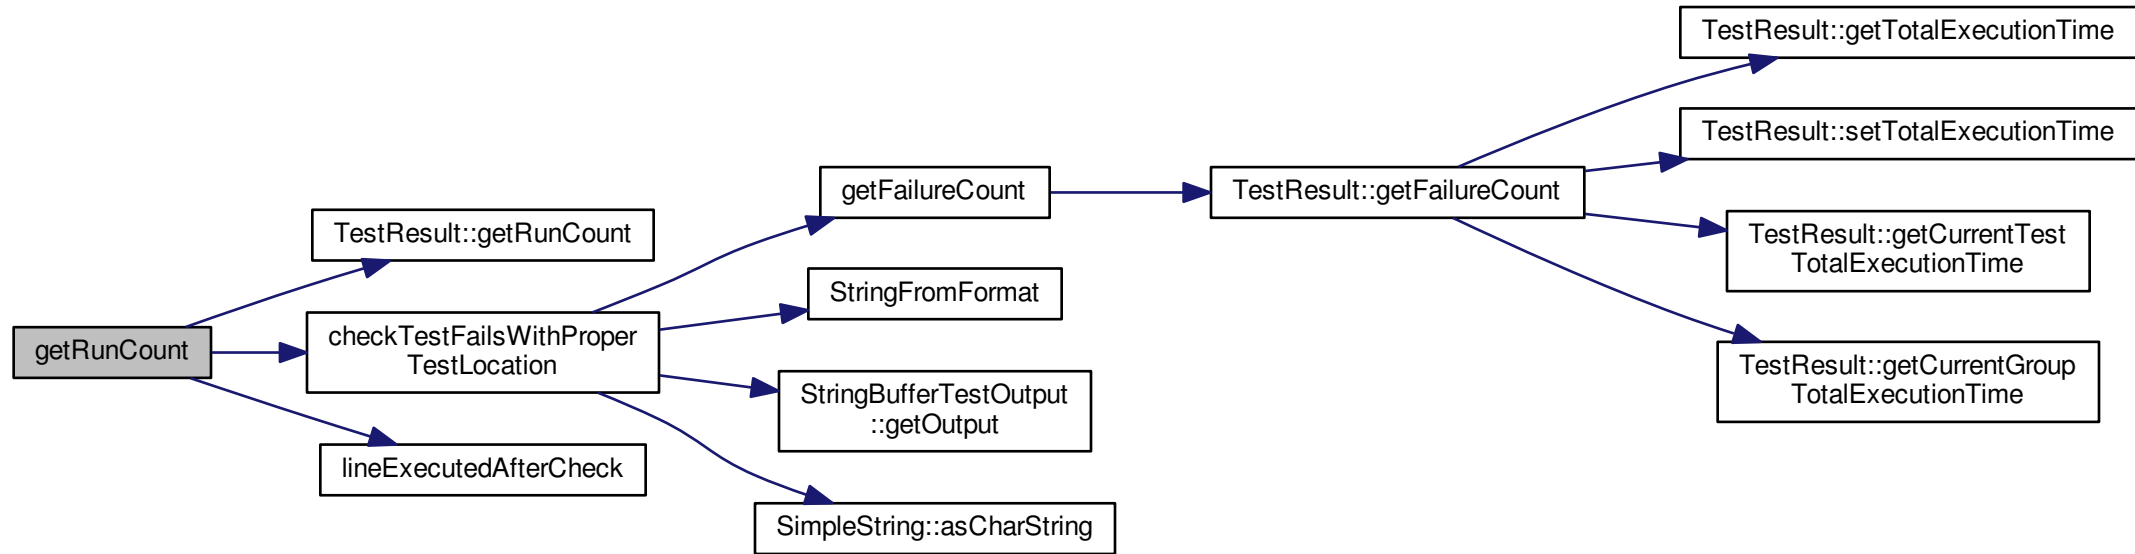 getRunCount
TestResult::getRunCount
checkTestFailsWithProper
TestLocation
lineExecutedAfterCheck
getFailureCount
StringFromFormat
StringBufferTestOutput
::getOutput
SimpleString::asCharString
TestResult::getFailureCount
TestResult::getTotalExecutionTime
TestResult::setTotalExecutionTime
TestResult::getCurrentTest
TotalExecutionTime
TestResult::getCurrentGroup
TotalExecutionTime